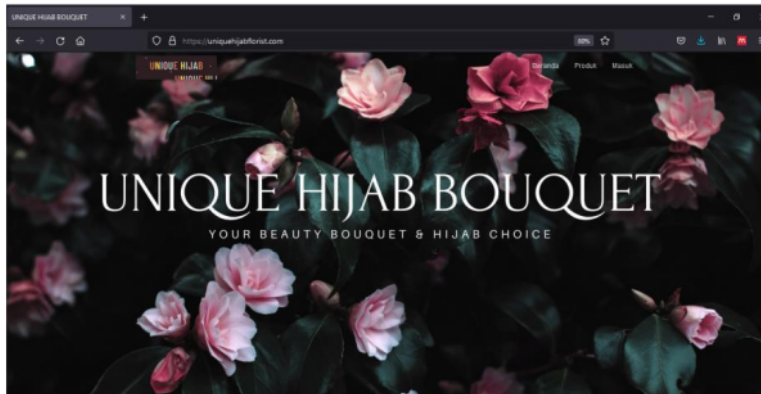 UNIQUE HIJAB BOUQUET
https://uniquehijabflorist.com
80%
UNIQUE HIJAB
Beranda Produk Masuk
UNIQUE HIJAB BOUQUET
YOUR BEAUTY BOUQUET & HIJAB CHOICE